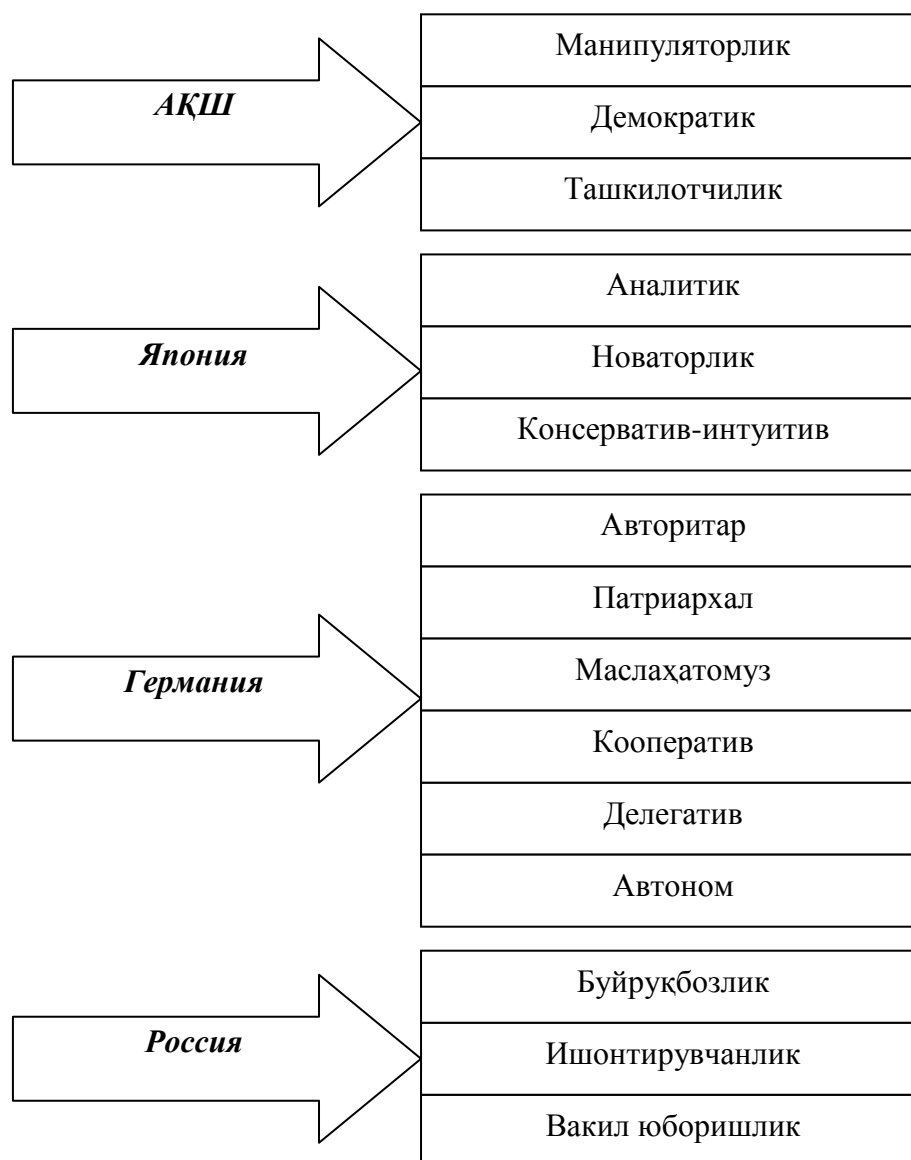 АҚШ
Манипуляторлик
Демократик
Ташкилотчилик
Япония
Аналитик
Новаторлик
Консерватив-интуитив
Германия
Авторитар
Патриархал
Маслаҳатомуз
Кооператив
Делегатив
Автоном
Россия
Буйруқбозлик
Ишонтирувчанлик
Вакил юборишлик